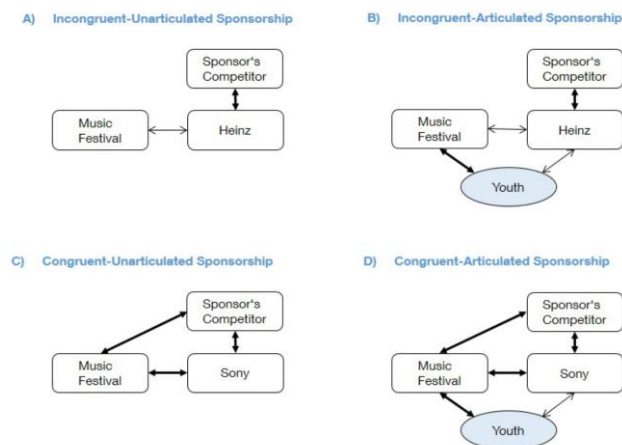 A) Incongruent-Unarticulated Sponsorship
Sponsor's
Competitor
Music
Festival
Heinz
B) Incongruent-Articulated Sponsorship
Sponsor's
Competitor
Music
Festival
Heinz
Youth
C) Congruent-Unarticulated Sponsorship
Sponsor's
Competitor
Music
Festival
Sony
D) Congruent-Articulated Sponsorship
Sponsor's
Competitor
Music
Festival
Sony
Youth